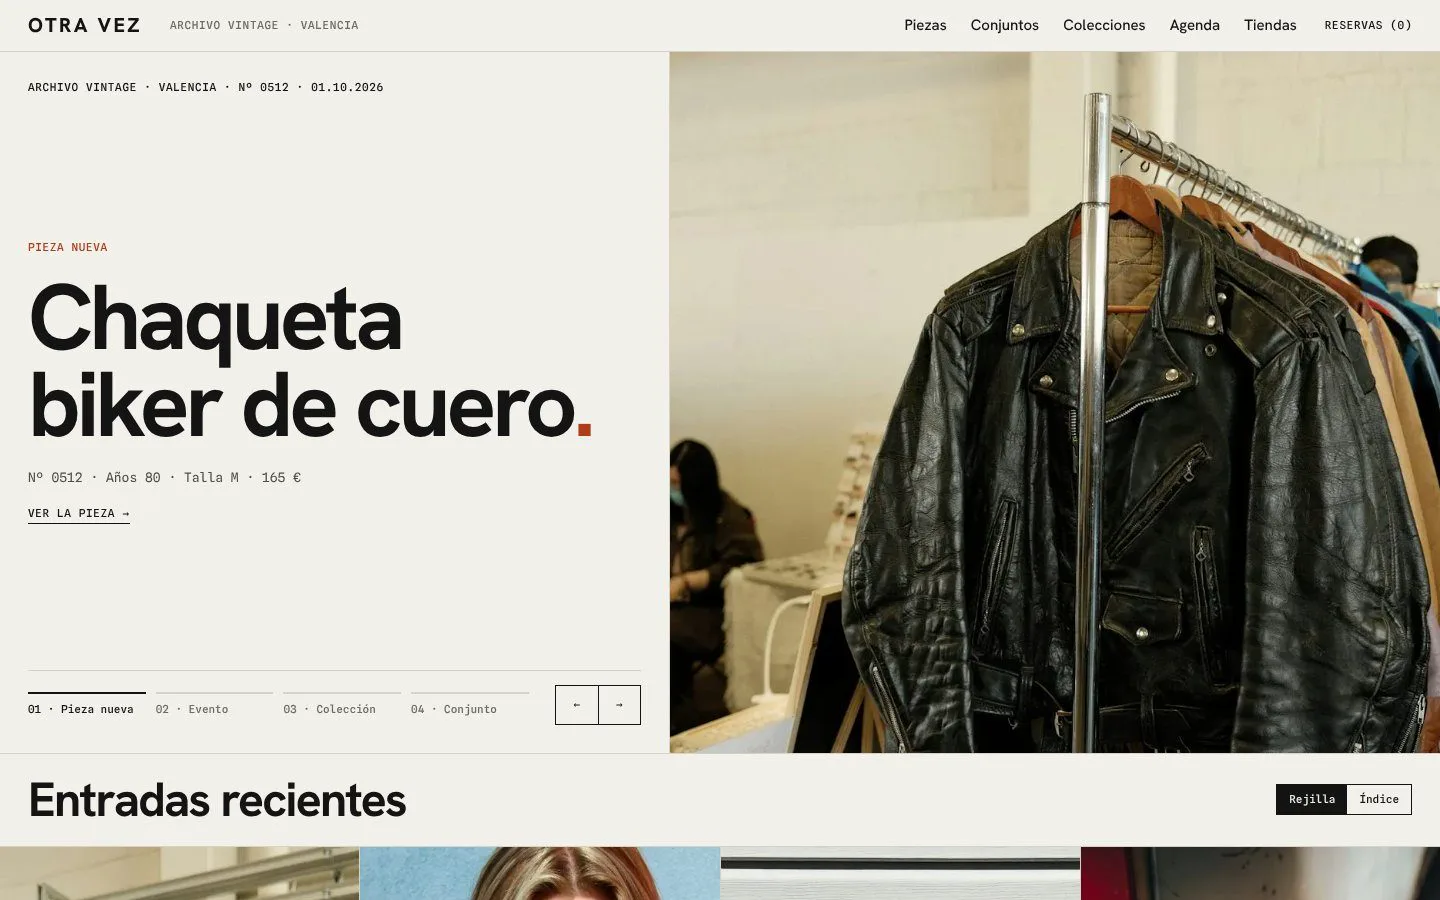 OTRA VEZ
ARCHIVO VINTAGE · VALENCIA
Piezas
Conjuntos
Colecciones
Agenda
Tiendas
RESERVAS (0)
ARCHIVO VINTAGE · VALENCIA · Nº 0512 · 01.10.2026
PIEZA NUEVA
Chaqueta
biker de cuero.
Nº 0512 · Años 80 · Talla M · 165 €
VER LA PIEZA →
01 · Pieza nueva
02 · Evento
03 · Colección
04 · Conjunto
← →
Entradas recientes
Rejilla
Índice